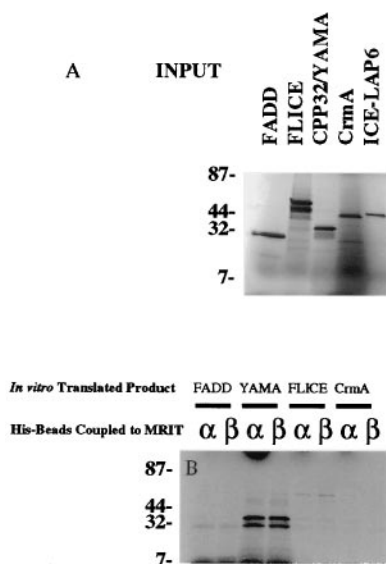 A INPUT
FADD
FLICE
CPP32/YAMA
CrmA
ICE-LAP6
87-
44-
32-
7-
In vitro Translated Product FADD YAMA FLICE CrmA
His-Beads Coupled to MRIT α β α β α β α β
B
87-
44-
32-
7-